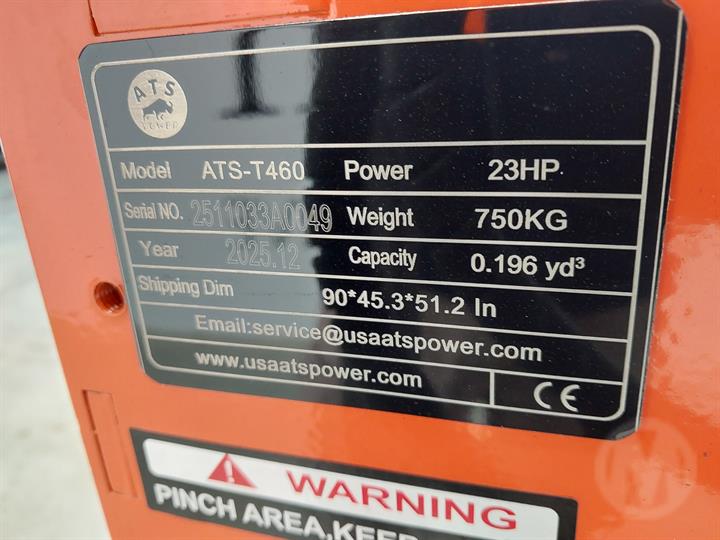 ATS
POWER
Model ATS-T460 Power 23HP
Serial NO. 2511033A0049 Weight 750KG
Year 2025.12 Capacity 0.196 yd³
Shipping Dim 90*45.3*51.2 In
Email:service@usaatspower.com
www.usaatspower.com CE
WARNING
PINCH AREA,KEEP